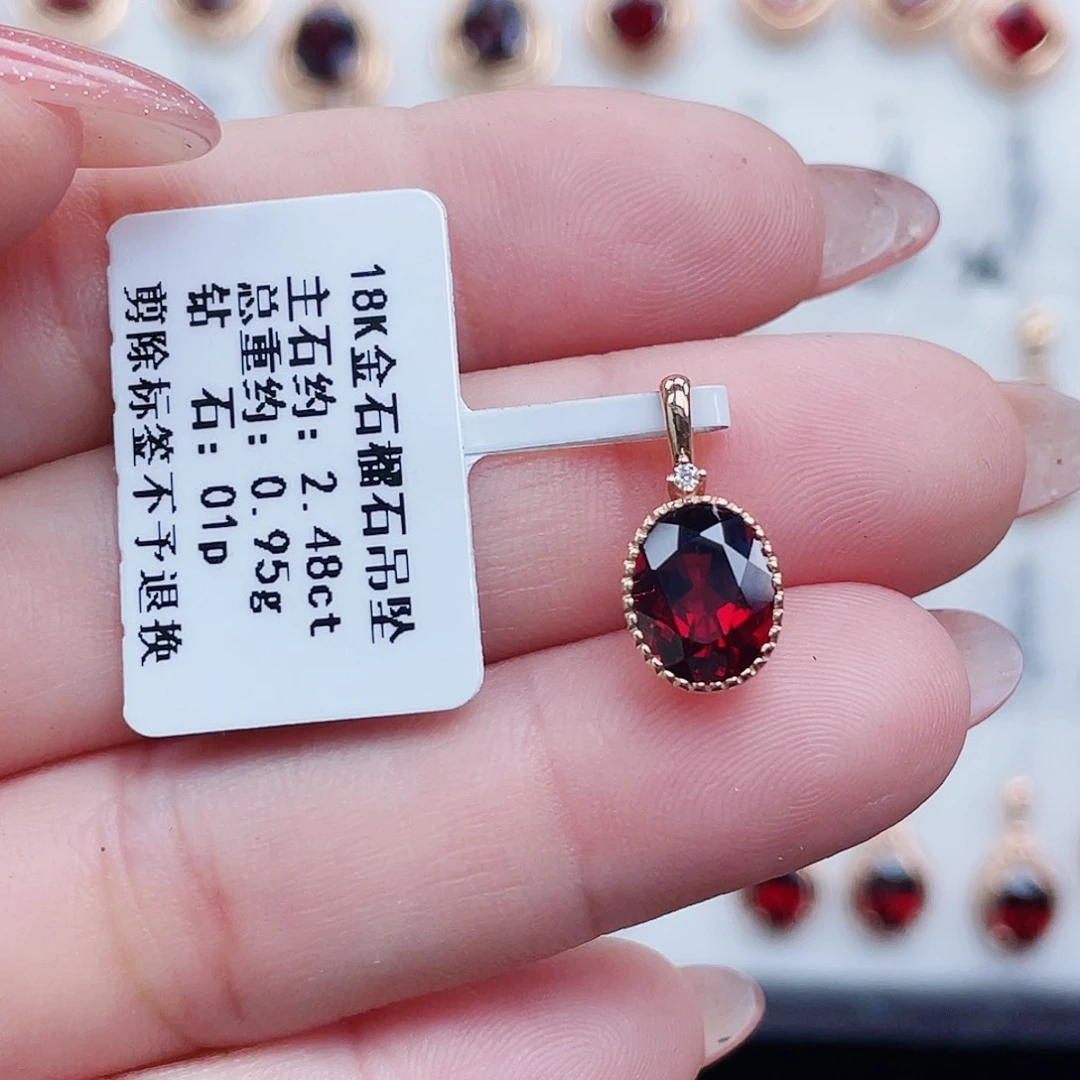 18K金石榴石吊坠
主石约: 2.48ct
总重约: 0.95g
钻 石: 01p
剪除标签不予退换